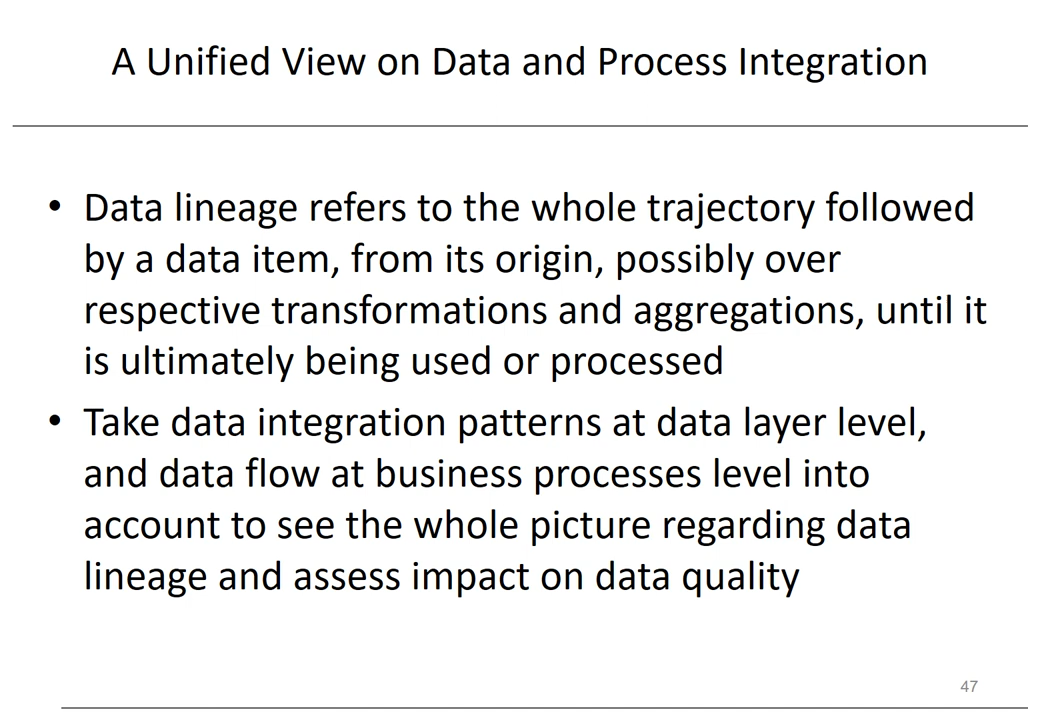 A Unified View on Data and Process Integration
• Data lineage refers to the whole trajectory followed
by a data item, from its origin, possibly over
respective transformations and aggregations, until it
is ultimately being used or processed
• Take data integration patterns at data layer level,
and data flow at business processes level into
account to see the whole picture regarding data
lineage and assess impact on data quality
47